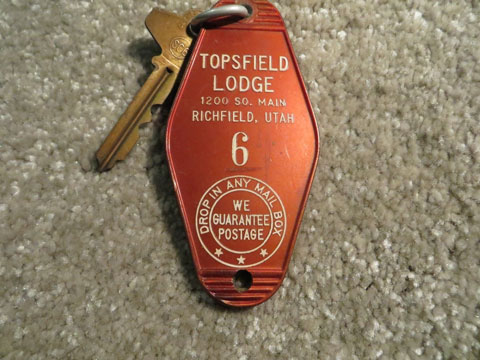 TOPSFIELD
LODGE
1200 SO. MAIN
RICHFIELD, UTAH
6
DROP IN ANY MAIL BOX
WE
GUARANTEE
POSTAGE